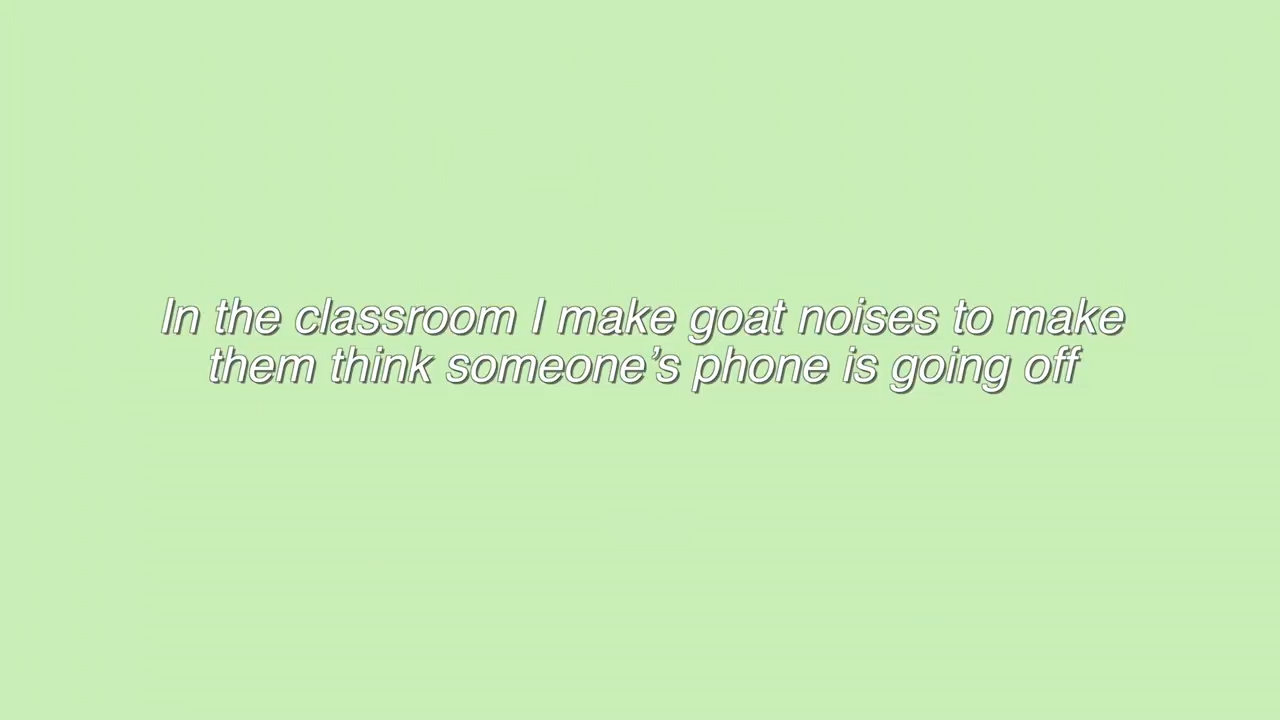 In the classroom I make goat noises to make
them think someone’s phone is going off